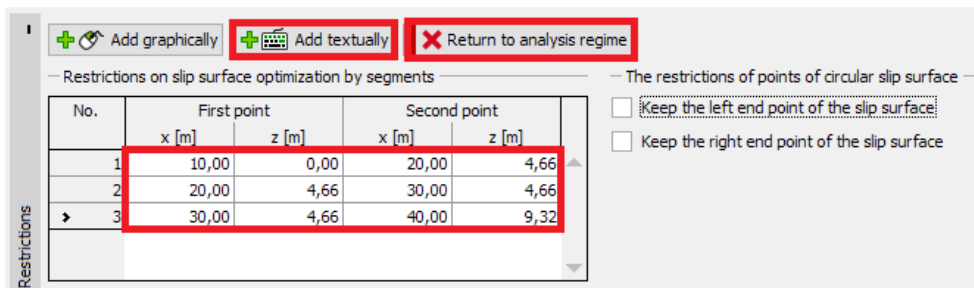 Add graphically Add textually Return to analysis regime
Restrictions on slip surface optimization by segments
No. First point Second point
x [m] z [m] x [m] z [m]
1 10,00 0,00 20,00 4,66
2 20,00 4,66 30,00 4,66
> 3 30,00 4,66 40,00 9,32
The restrictions of points of circular slip surface
Keep the left end point of the slip surface
Keep the right end point of the slip surface
Restrictions